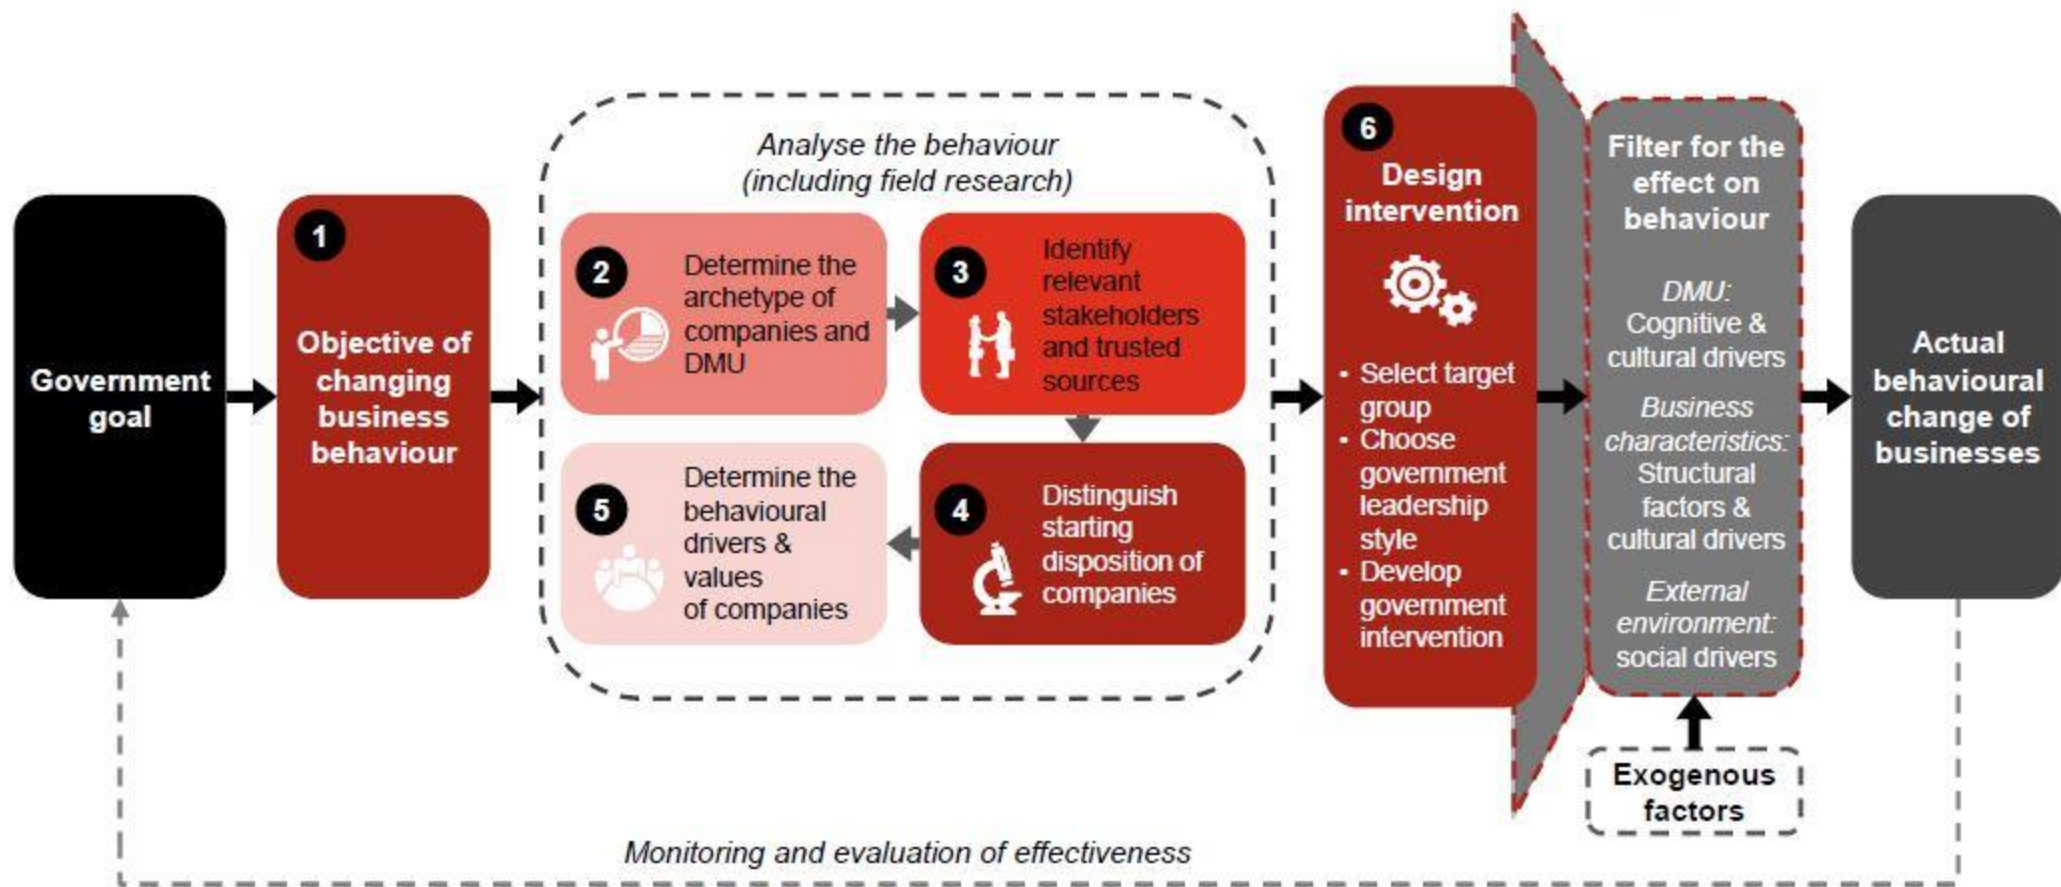 Government
goal
1
Objective of
changing
business
behaviour
Analyse the behaviour
(including field research)
2
Determine the
archetype of
companies and
DMU
3
Identify
relevant
stakeholders
and trusted
sources
4
Distinguish
starting
disposition of
companies
5
Determine the
behavioural
drivers &
values
of companies
6
Design
intervention
• Select target
group
• Choose
government
leadership
style
• Develop
government
intervention
Filter for the
effect on
behaviour
DMU:
Cognitive &
cultural drivers
Business
characteristics:
Structural
factors &
cultural drivers
External
environment:
social drivers
Exogenous
factors
Actual
behavioural
change of
businesses
Monitoring and evaluation of effectiveness